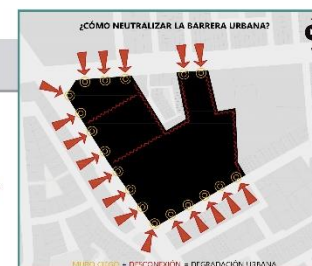 ¿CÓMO NEUTRALIZAR LA BARRERA URBANA?
MURO CIEGO = DESCONEXIÓN = DEGRADACIÓN URBANA